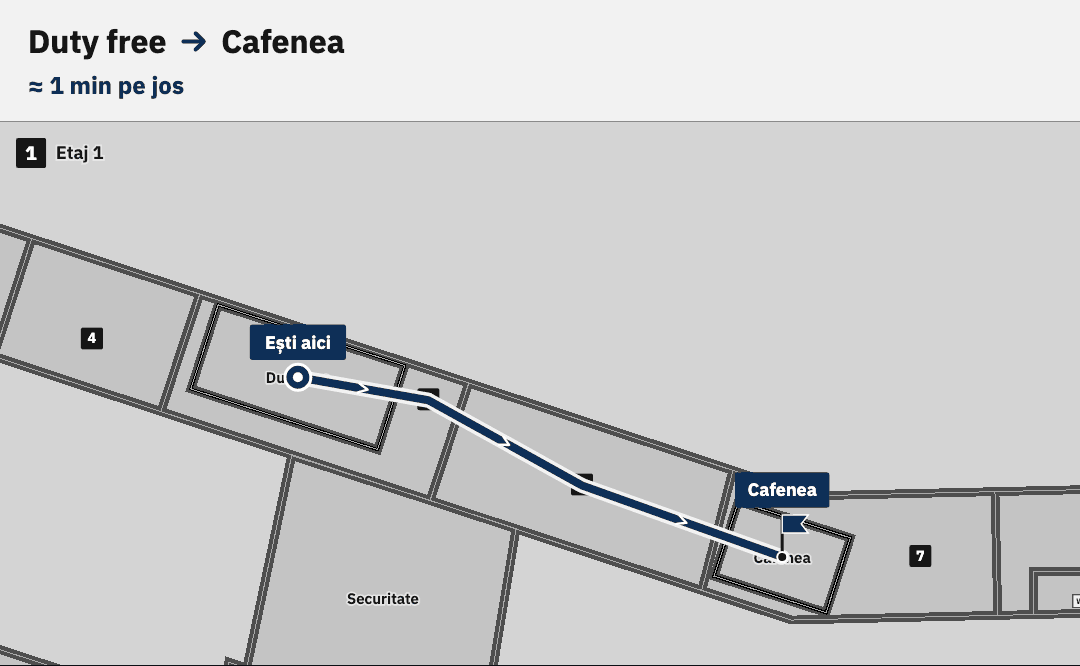 Duty free → Cafenea
≈ 1 min pe jos
1 Etaj 1
4
Ești aici
Cafenea
7
Securitate